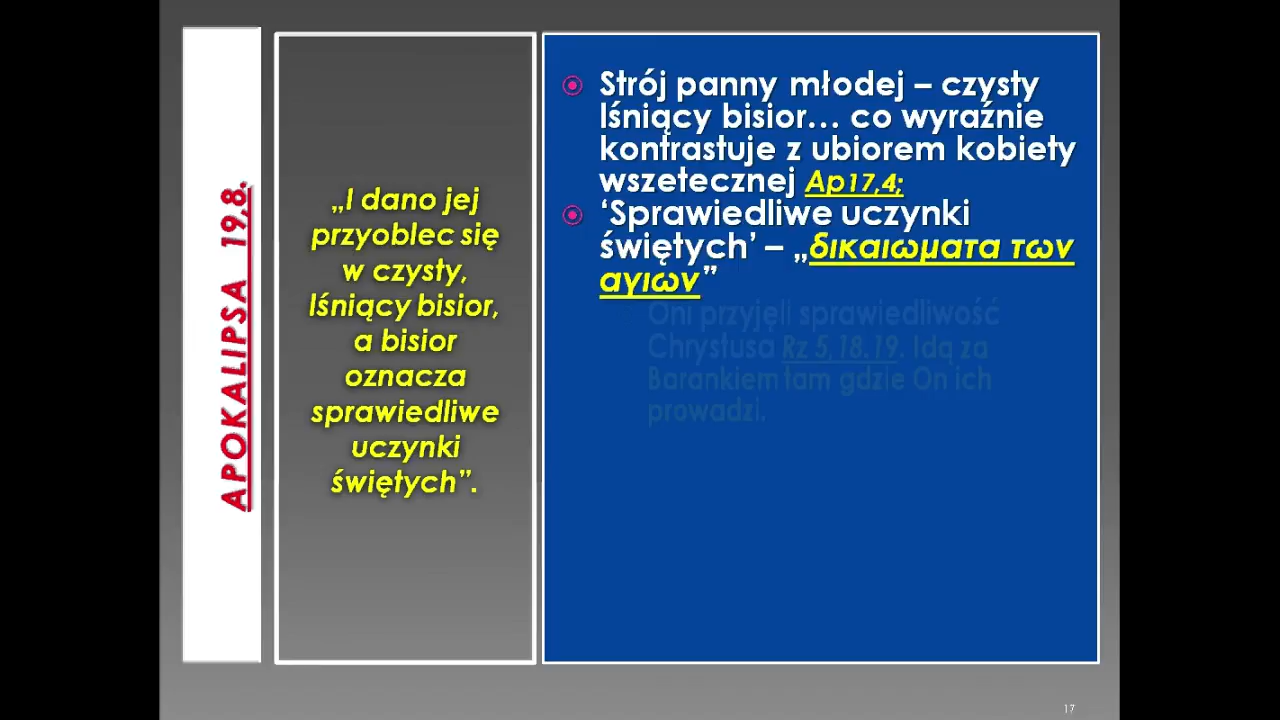 APOKALIPSA 19,8.
„I dano jej
przyoblec się
w czysty,
lśniący bisior,
a bisior
oznacza
sprawiedliwe
uczynki
świętych”.
Strój panny młodej – czysty
lśniący bisior… co wyraźnie
kontrastuje z ubiorem kobiety
wszetecznej Ap17,4;
‘Sprawiedliwe uczynki
świętych’ – „δικαιωματα των
αγιων”
Oni przyjęli sprawiedliwość
Chrystusa Rz 5,18.19. Idą za
Barankiem tam gdzie On ich
prowadzi.
17